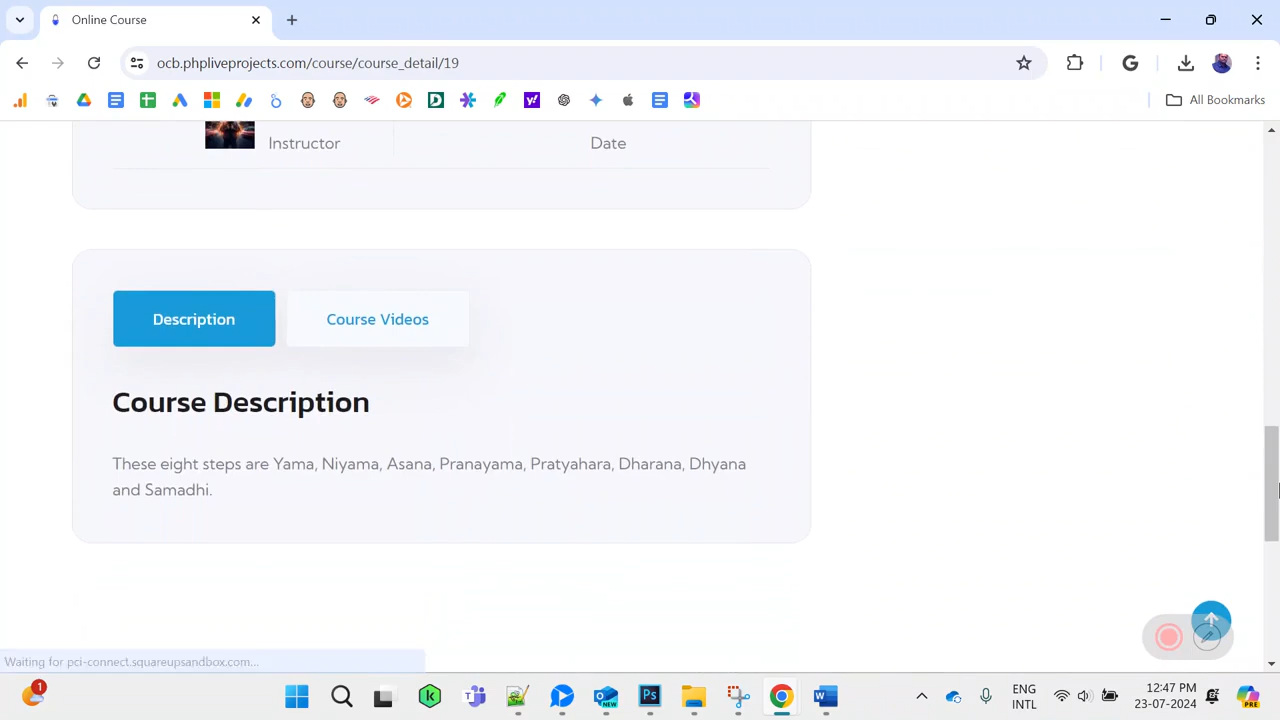 Online Course
ocb.phpliveprojects.com/course/course_detail/19
All Bookmarks
Instructor
Date
Description
Course Videos
Course Description
These eight steps are Yama, Niyama, Asana, Pranayama, Pratyahara, Dharana, Dhyana
and Samadhi.
Waiting for pci-connect.squareupsandbox.com...
1
ENG
INTL
12:47 PM
23-07-2024
PRE